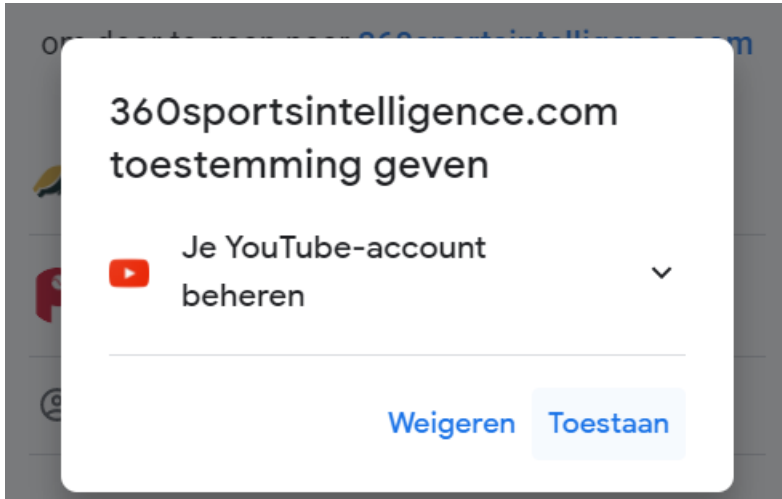 360sportsintelligence.com
toestemming geven
Je YouTube-account
beheren
Weigeren Toestaan